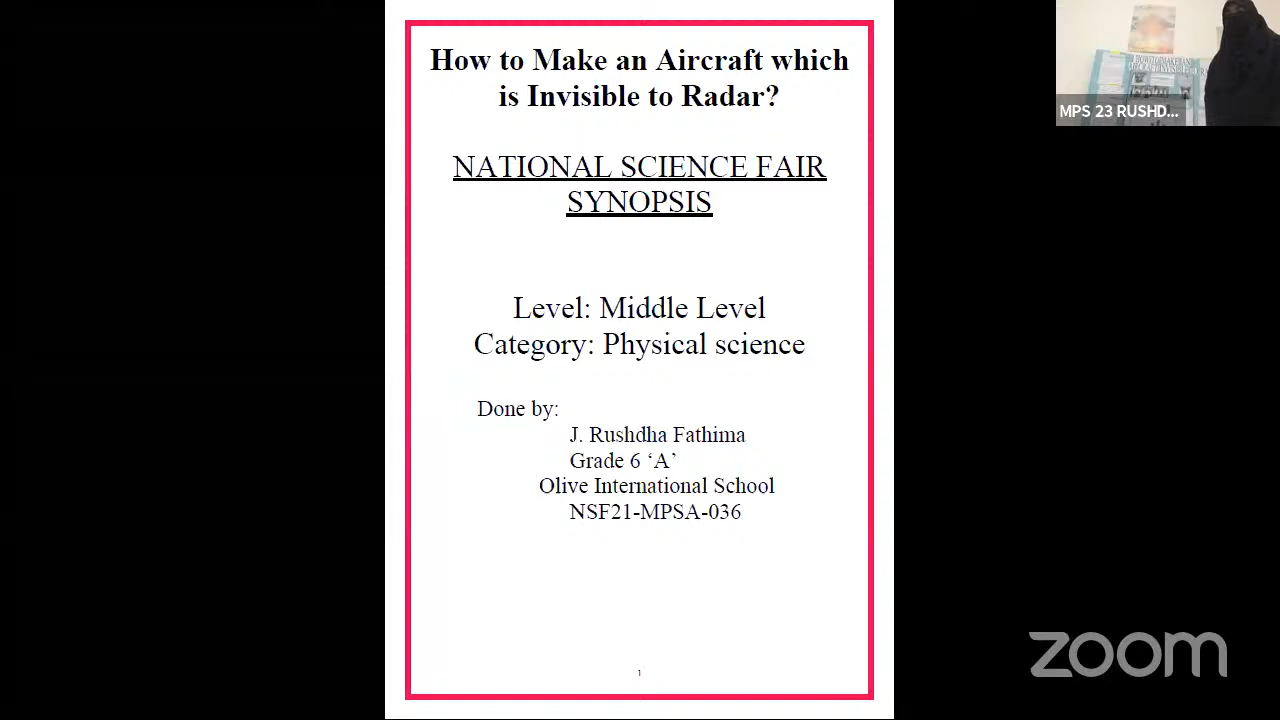 How to Make an Aircraft which
is Invisible to Radar?
NATIONAL SCIENCE FAIR
SYNOPSIS
Level: Middle Level
Category: Physical science
Done by:
J. Rushdha Fathima
Grade 6 ‘A’
Olive International School
NSF21-MPSA-036
1
MPS 23 RUSHD...
zoom